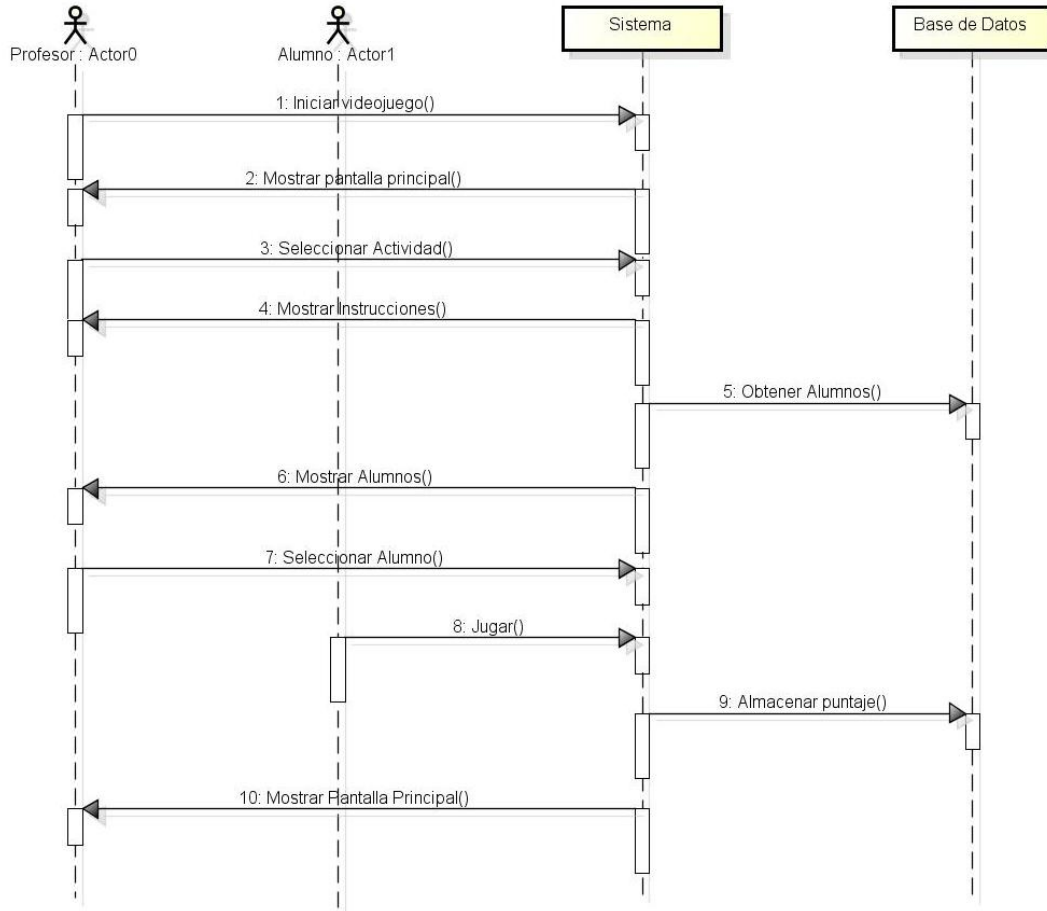 Profesor : Actor0
Alumno : Actor1
Sistema
Base de Datos
1: Iniciar videojuego()
2: Mostrar pantalla principal()
3: Seleccionar Actividad()
4: Mostrar Instrucciones()
5: Obtener Alumnos()
6: Mostrar Alumnos()
7: Seleccionar Alumno()
8: Jugar()
9: Almacenar puntaje()
10: Mostrar Pantalla Principal()